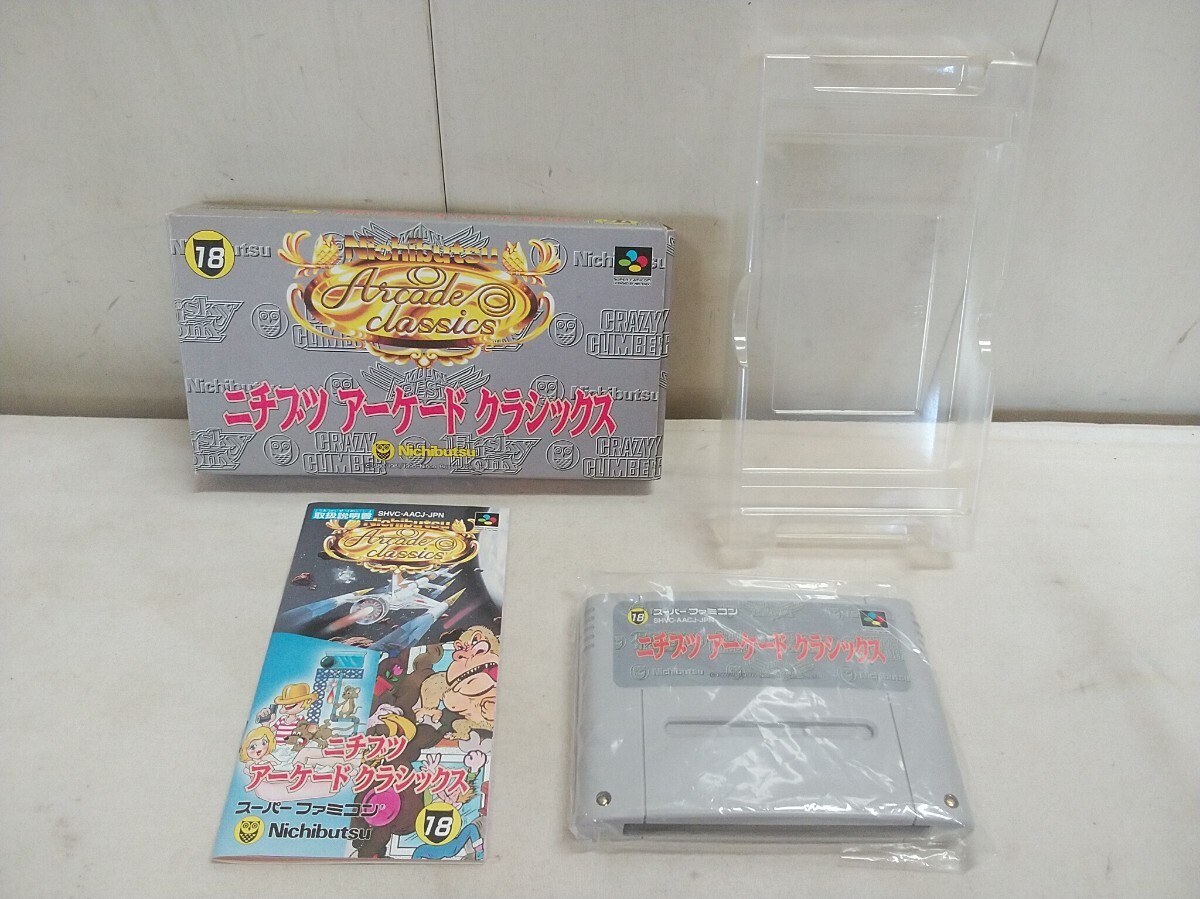 18
Nichibutsu
Arcade
classics
SUPER FAMICOM
CRAZY
CLIMBER
ニチブツ アーケード クラシックス
Nichibutsu
CRAZY
CLIMBER
CRAZY
CLIMBER
取扱説明書
SHVC-AACJ-JPN
Nichibutsu
Arcade
classics
ニチブツ
アーケード クラシックス
スーパーファミコン
Nichibutsu
18
18
スーパーファミコン
SHVC-AACJ-JPN
ニチブツ アーケード クラシックス
Nichibutsu